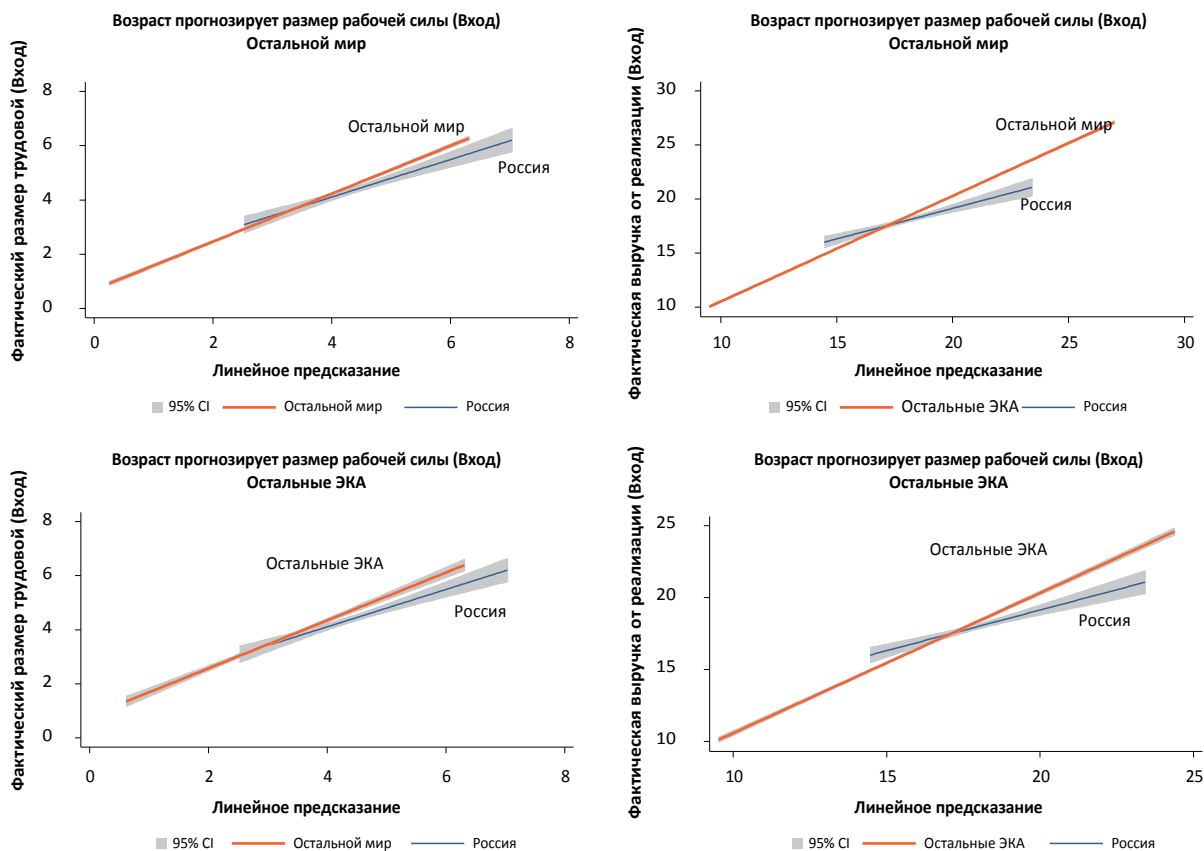 Возраст прогнозирует размер рабочей силы (Вход)
Остальной мир
Фактический размер трудовой (Вход)
8
6
4
2
0
Остальной мир
Россия
0 2 4 6 8
Линейное предсказание
95% CI Остальной мир Россия
Возраст прогнозирует размер рабочей силы (Вход)
Остальной мир
Фактическая выручка от реализации (Вход)
30
25
20
15
10
Остальной мир
Россия
10 15 20 25 30
Линейное предсказание
95% CI Остальные ЭКА Россия
Возраст прогнозирует размер рабочей силы (Вход)
Остальные ЭКА
Фактический размер трудовой (Вход)
8
6
4
2
0
Остальные ЭКА
Россия
0 2 4 6 8
Линейное предсказание
95% CI Остальной мир Россия
Возраст прогнозирует размер рабочей силы (Вход)
Остальные ЭКА
Фактическая выручка от реализации (Вход)
25
20
15
10
Остальные ЭКА
Россия
10 15 20 25
Линейное предсказание
95% CI Остальные ЭКА Россия